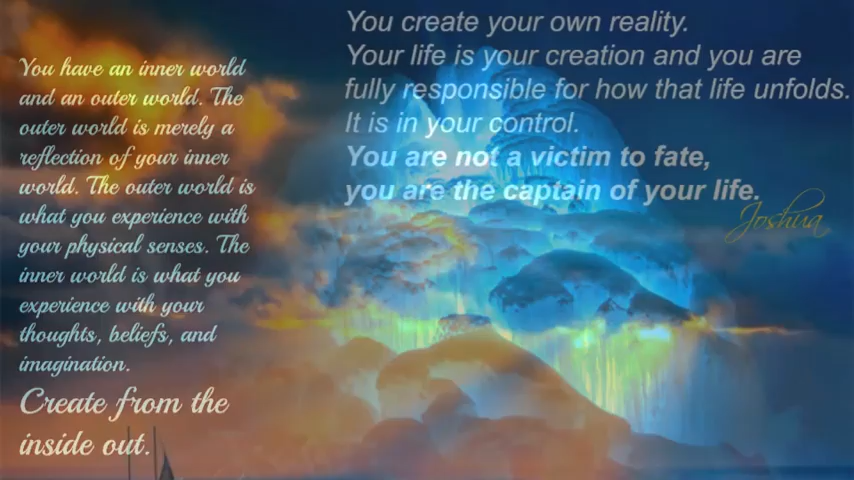 You have an inner world
and an outer world. The
outer world is merely a
reflection of your inner
world. The outer world is
what you experience with
your physical senses. The
inner world is what you
experience with your
thoughts, beliefs, and
imagination.
Create from the
inside out.
You create your own reality.
Your life is your creation and you are
fully responsible for how that life unfolds.
It is in your control.
You are not a victim to fate,
you are the captain of your life.
Joshua